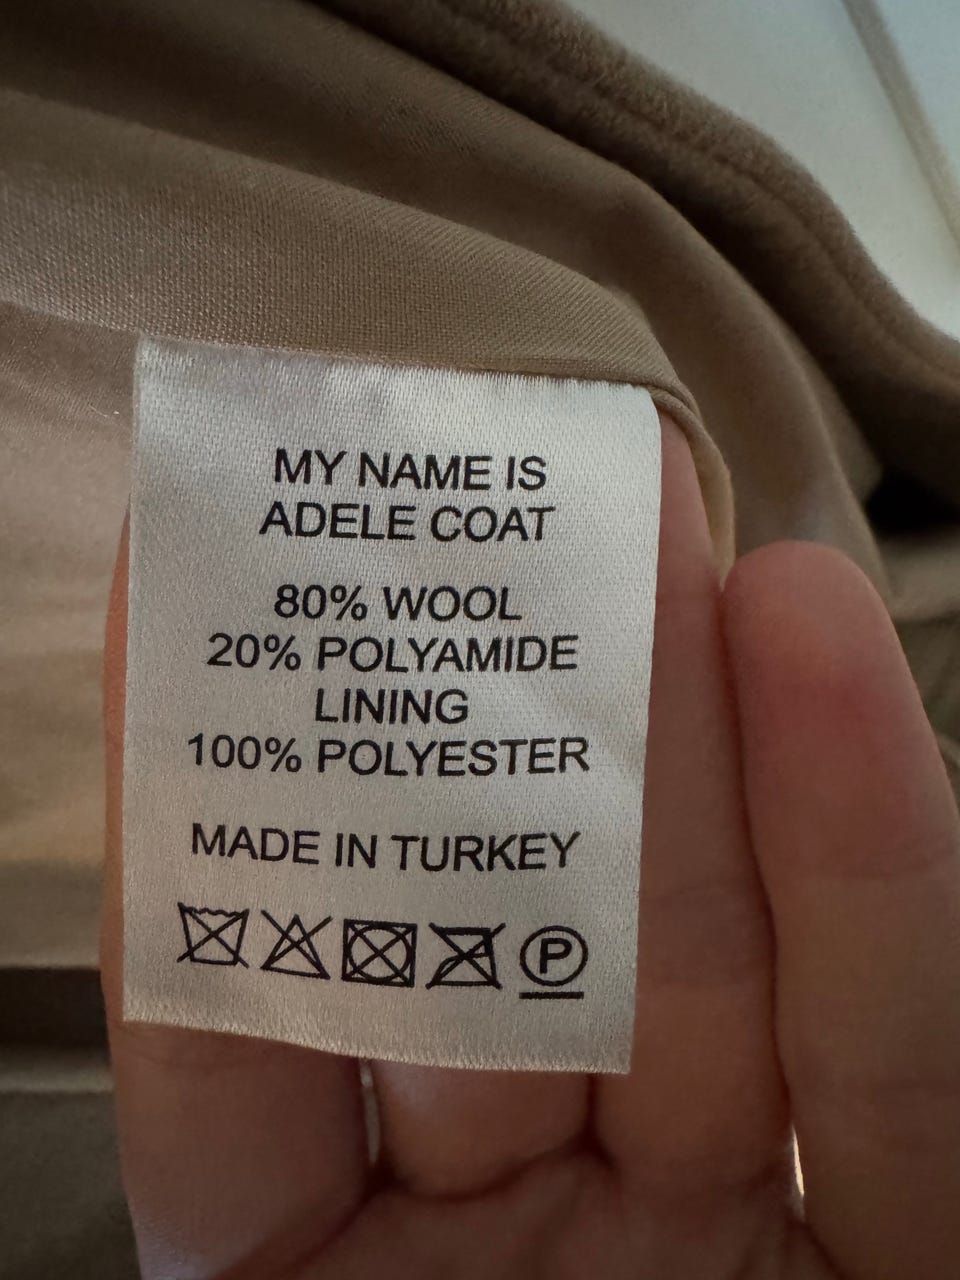 MY NAME IS
ADELE COAT
80% WOOL
20% POLYAMIDE
LINING
100% POLYESTER
MADE IN TURKEY
P